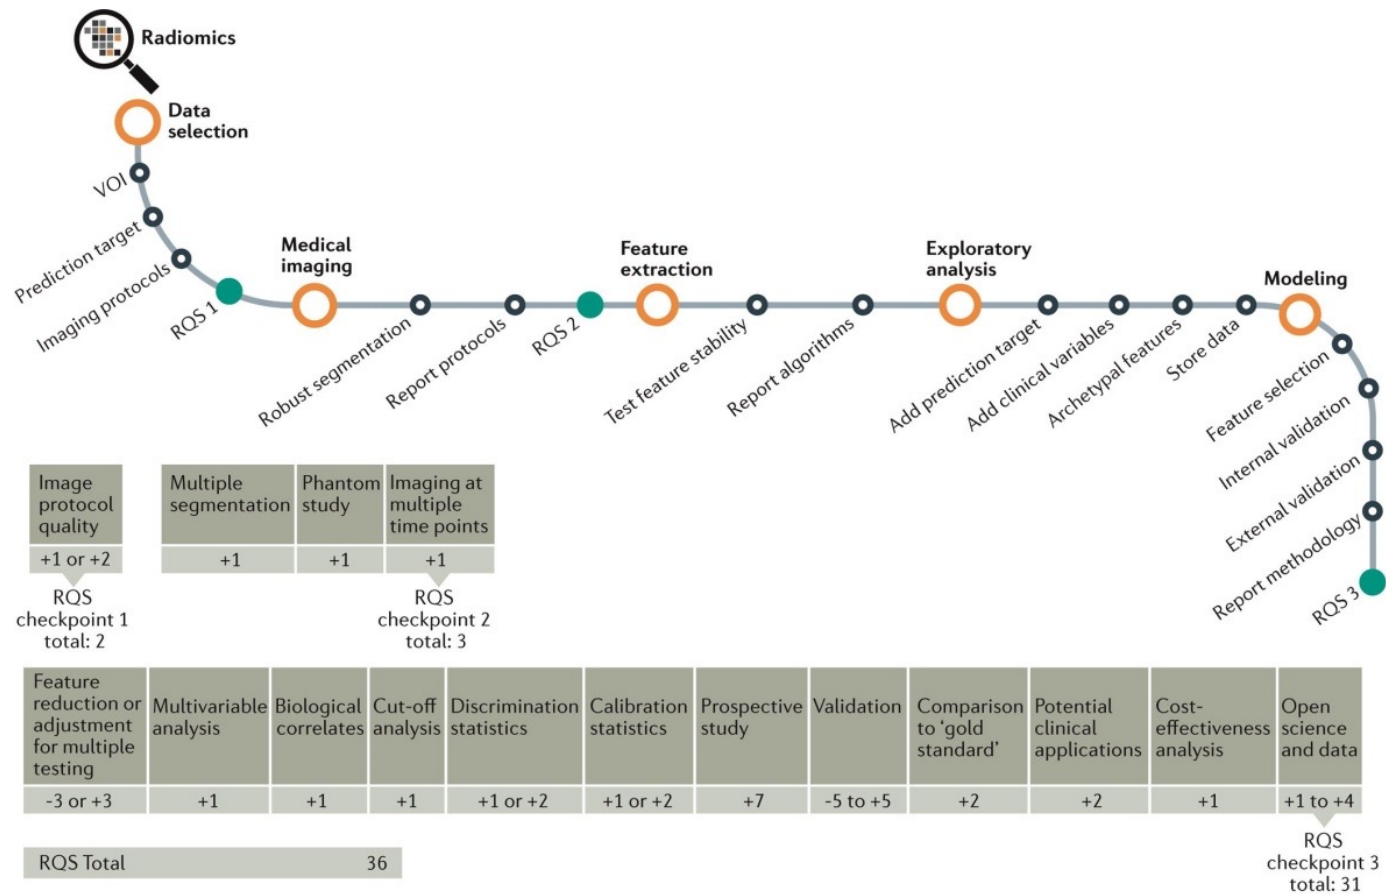 Radiomics
Data
selection
VOI
Prediction target
Imaging protocols
RQS 1
Medical
imaging
Robust segmentation
Report protocols
RQS 2
Feature
extraction
Test feature stability
Report algorithms
Exploratory
analysis
Add prediction target
Add clinical variables
Archetypal features
Store data
Modeling
Feature selection
Internal validation
External validation
Report methodology
RQS 3
Image
protocol
quality
+1 or +2
RQS
checkpoint 1
total: 2
Multiple
segmentation
+1
Phantom
study
+1
Imaging at
multiple
time points
+1
RQS
checkpoint 2
total: 3
Feature
reduction or
adjustment
for multiple
testing
-3 or +3
Multivariable
analysis
+1
Biological
correlates
+1
Cut-off
analysis
+1
Discrimination
statistics
+1 or +2
Calibration
statistics
+1 or +2
Prospective
study
+7
Validation
-5 to +5
Comparison
to ‘gold
standard’
+2
Potential
clinical
applications
+2
Cost-
effectiveness
analysis
+1
Open
science
and data
+1 to +4
RQS
checkpoint 3
total: 31
RQS Total 36